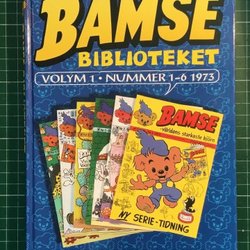 BAMSE
BIBLIOTEKET
VOLYM 1 • NUMMER 1-6 1973
BAMSE
världens starkaste björn
NY SERIE-TIDNING